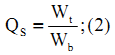 Q_S = W_t / W_b ; (2)